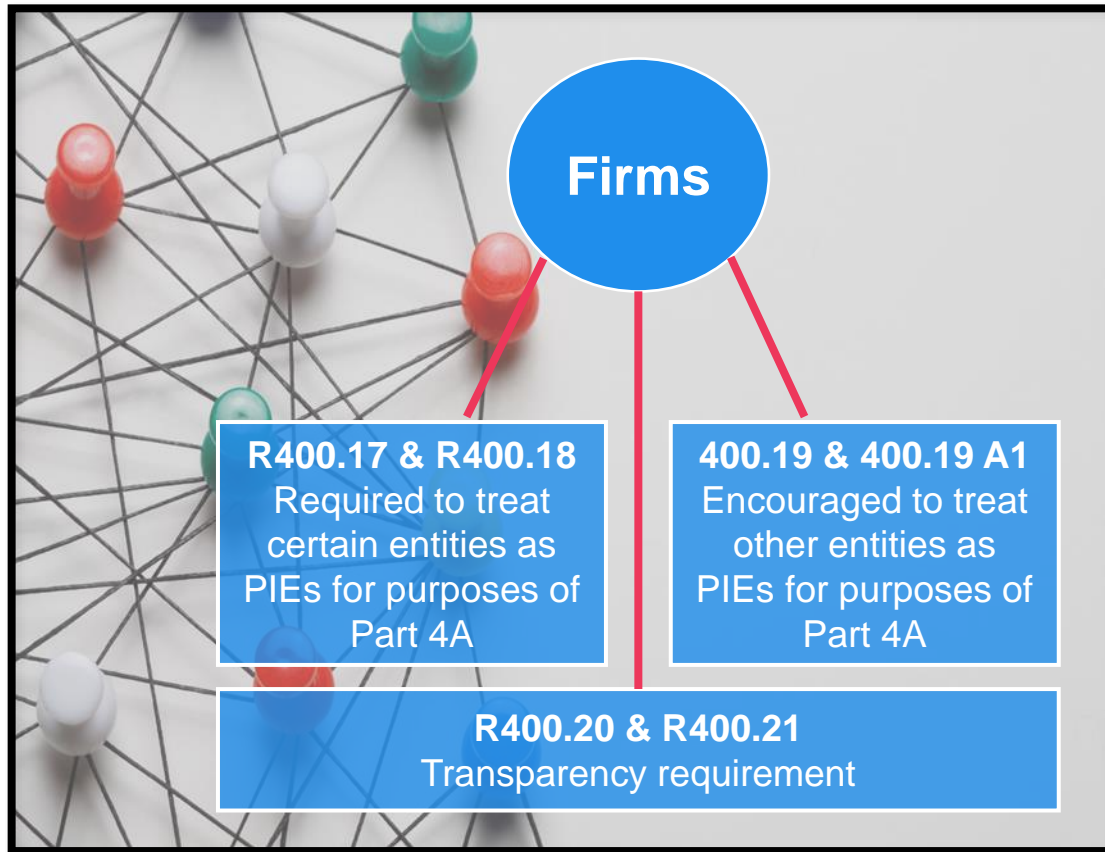 Firms
R400.17 & R400.18
Required to treat
certain entities as
PIEs for purposes of
Part 4A
400.19 & 400.19 A1
Encouraged to treat
other entities as
PIEs for purposes of
Part 4A
R400.20 & R400.21
Transparency requirement